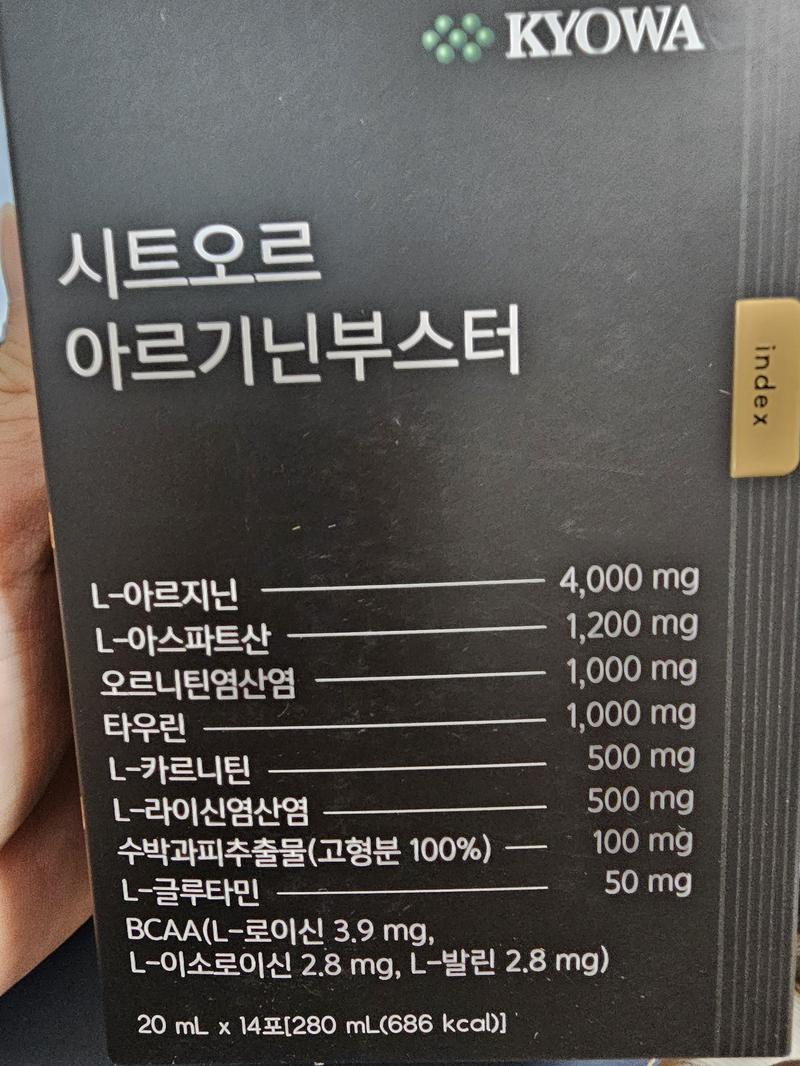 KYOWA
시트오르
아르기닌부스터
index
L-아르지닌 4,000 mg
L-아스파트산 1,200 mg
오르니틴염산염 1,000 mg
타우린 1,000 mg
L-카르니틴 500 mg
L-라이신염산염 500 mg
수박과피추출물(고형분 100%) 100 mg
L-글루타민 50 mg
BCAA(L-로이신 3.9 mg,
L-이소로이신 2.8 mg, L-발린 2.8 mg)
20 mL x 14포[280 mL(686 kcal)]